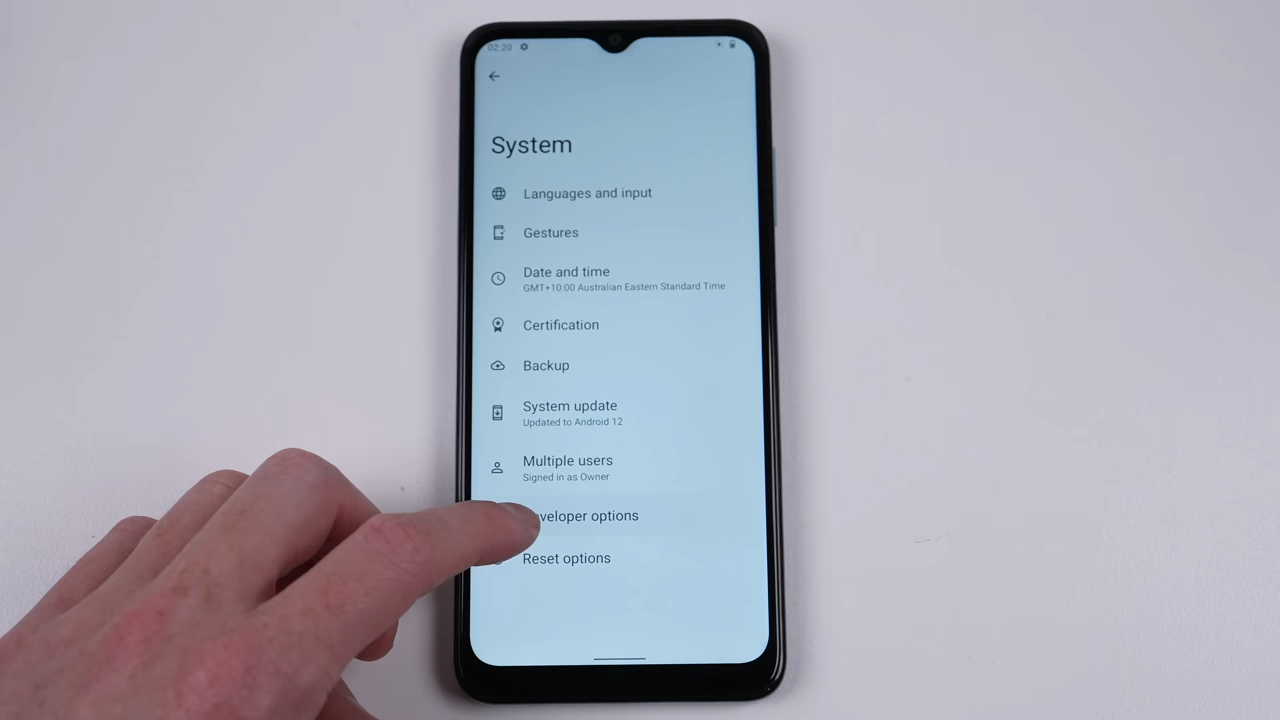 02:20
System
Languages and input
Gestures
Date and time
GMT+10:00 Australian Eastern Standard Time
Certification
Backup
System update
Updated to Android 12
Multiple users
Signed in as Owner
veloper options
Reset options